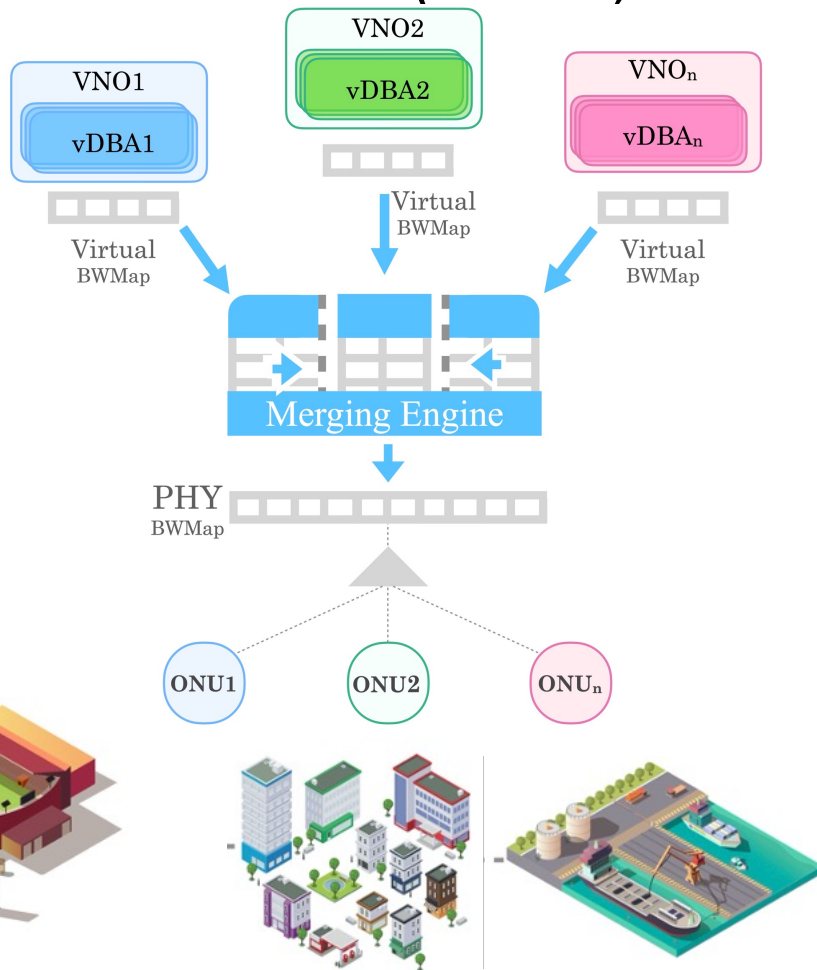 VNO1
vDBA1
VNO2
vDBA2
VNOₙ
vDBAₙ
Virtual
BWMap
Virtual
BWMap
Virtual
BWMap
Merging Engine
PHY
BWMap
ONU1
ONU2
ONUₙ